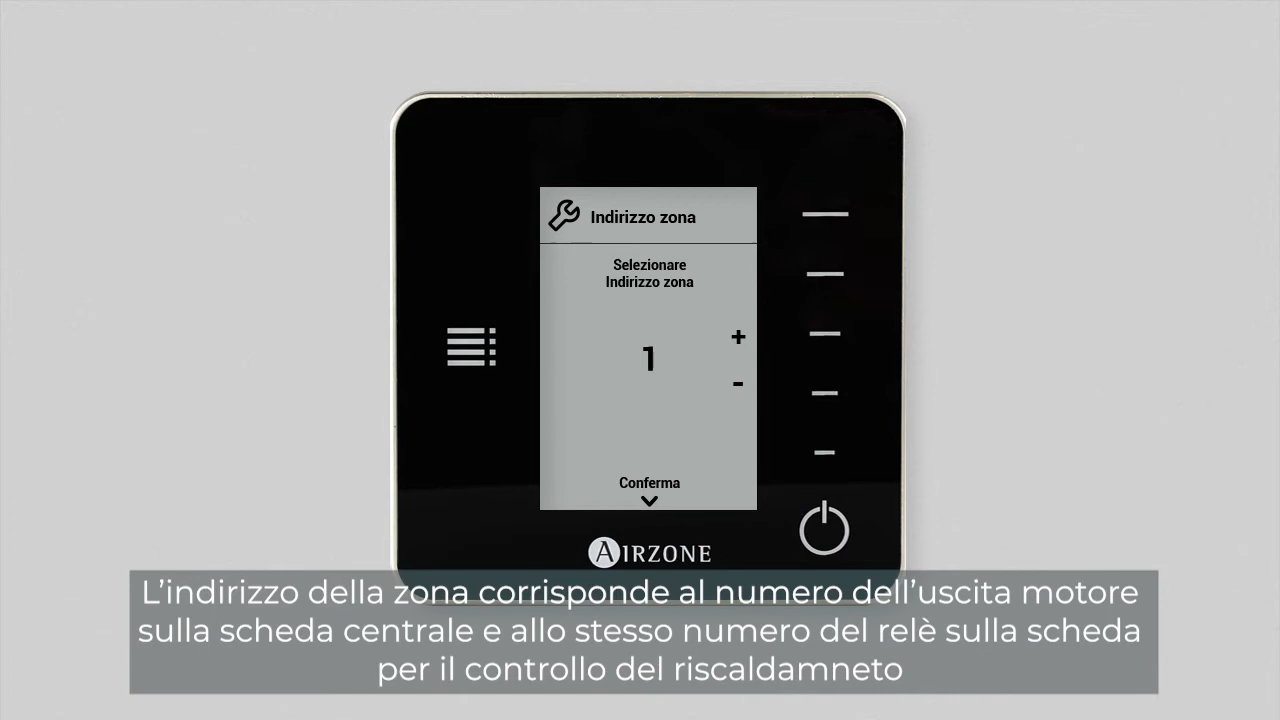 Indirizzo zona
Selezionare
Indirizzo zona
+
1
-
Conferma
AIRZONE
L’indirizzo della zona corrisponde al numero dell’uscita motore
sulla scheda centrale e allo stesso numero del relè sulla scheda
per il controllo del riscaldamneto